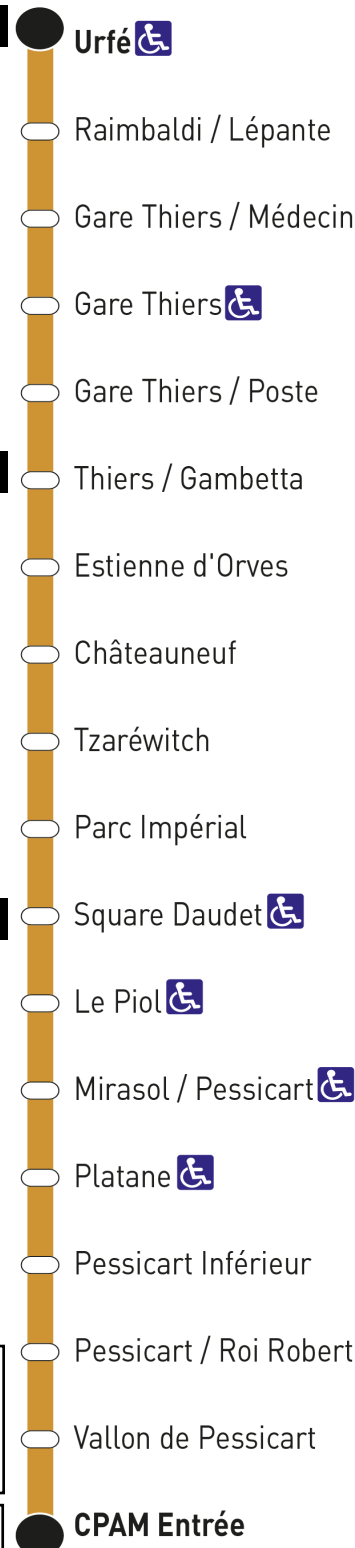 Urfé
Raimbaldi / Lépante
Gare Thiers / Médecin
Gare Thiers
Gare Thiers / Poste
Thiers / Gambetta
Estienne d'Orves
Châteauneuf
Tzaréwitch
Parc Impérial
Square Daudet
Le Piol
Mirasol / Pessicart
Platane
Pessicart Inférieur
Pessicart / Roi Robert
Vallon de Pessicart
CPAM Entrée